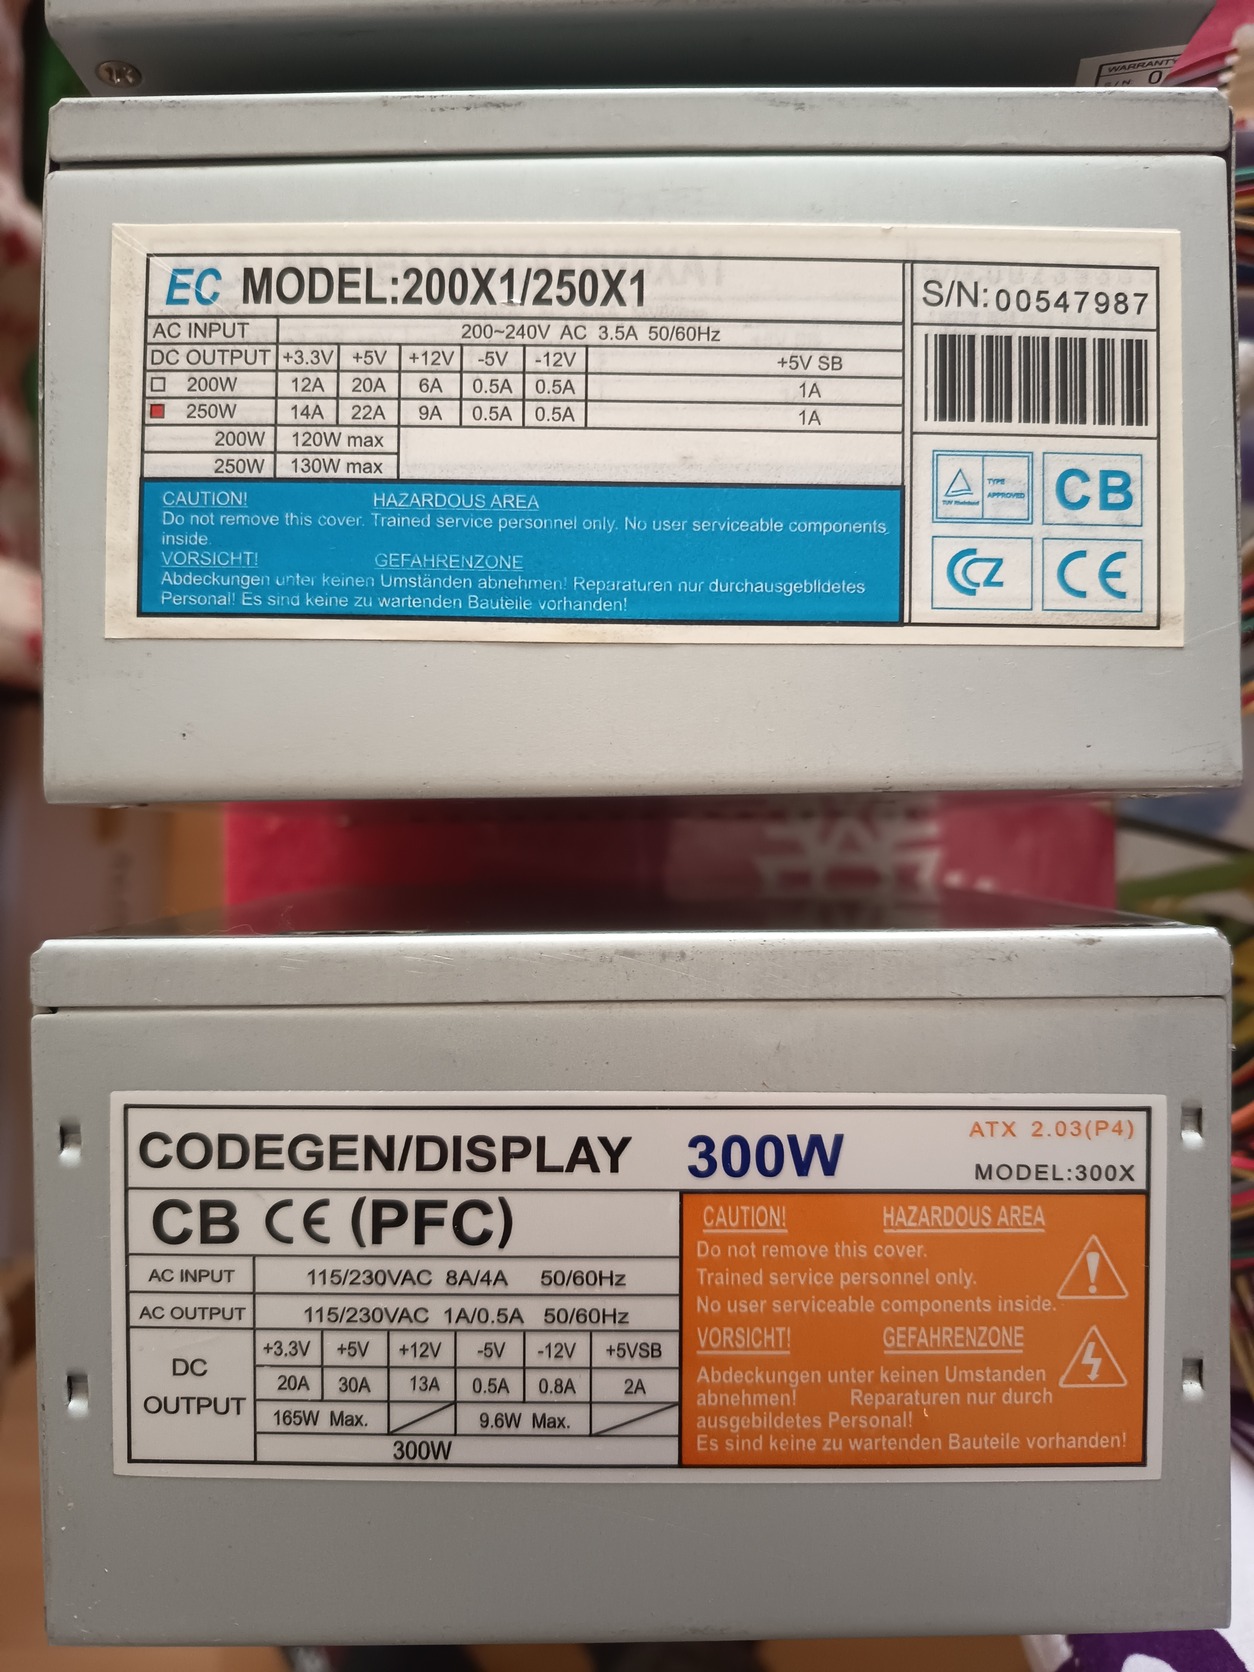 WARRANTY
S/N: 0
EC MODEL:200X1/250X1
S/N:00547987
AC INPUT 200~240V AC 3.5A 50/60Hz
DC OUTPUT +3.3V +5V +12V -5V -12V +5V SB
200W 12A 20A 6A 0.5A 0.5A 1A
250W 14A 22A 9A 0.5A 0.5A 1A
200W 120W max
250W 130W max
TYPE
APPROVED
TUV Rheinland
CB
CCZ
CE
CAUTION! HAZARDOUS AREA
Do not remove this cover. Trained service personnel only. No user serviceable components
inside.
VORSICHT! GEFAHRENZONE
Abdeckungen unter keinen Umständen abnehmen! Reparaturen nur durchausgeblldetes
Personal! Es sind keine zu wartenden Bauteile vorhanden!
CODEGEN/DISPLAY 300W
ATX 2.03(P4)
MODEL:300X
CB CE (PFC)
AC INPUT 115/230VAC 8A/4A 50/60Hz
AC OUTPUT 115/230VAC 1A/0.5A 50/60Hz
DC OUTPUT
+3.3V +5V +12V -5V -12V +5VSB
20A 30A 13A 0.5A 0.8A 2A
165W Max. 9.6W Max.
300W
CAUTION! HAZARDOUS AREA
Do not remove this cover.
Trained service personnel only.
No user serviceable components inside.
VORSICHT! GEFAHRENZONE
Abdeckungen unter keinen Umstanden
abnehmen! Reparaturen nur durch
ausgebildetes Personal!
Es sind keine zu wartenden Bauteile vorhanden!